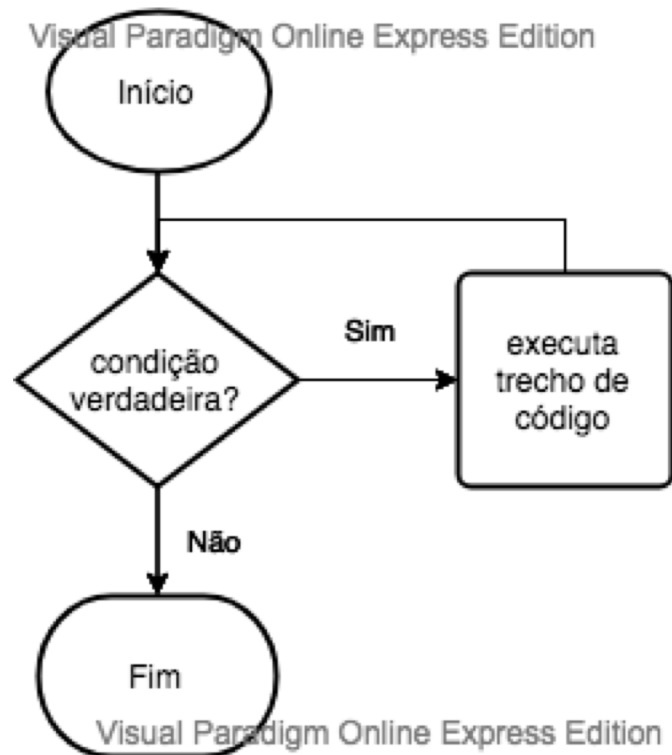 Visual Paradigm Online Express Edition
Início
condição
verdadeira?
Sim
executa
trecho de
código
Não
Fim
Visual Paradigm Online Express Edition